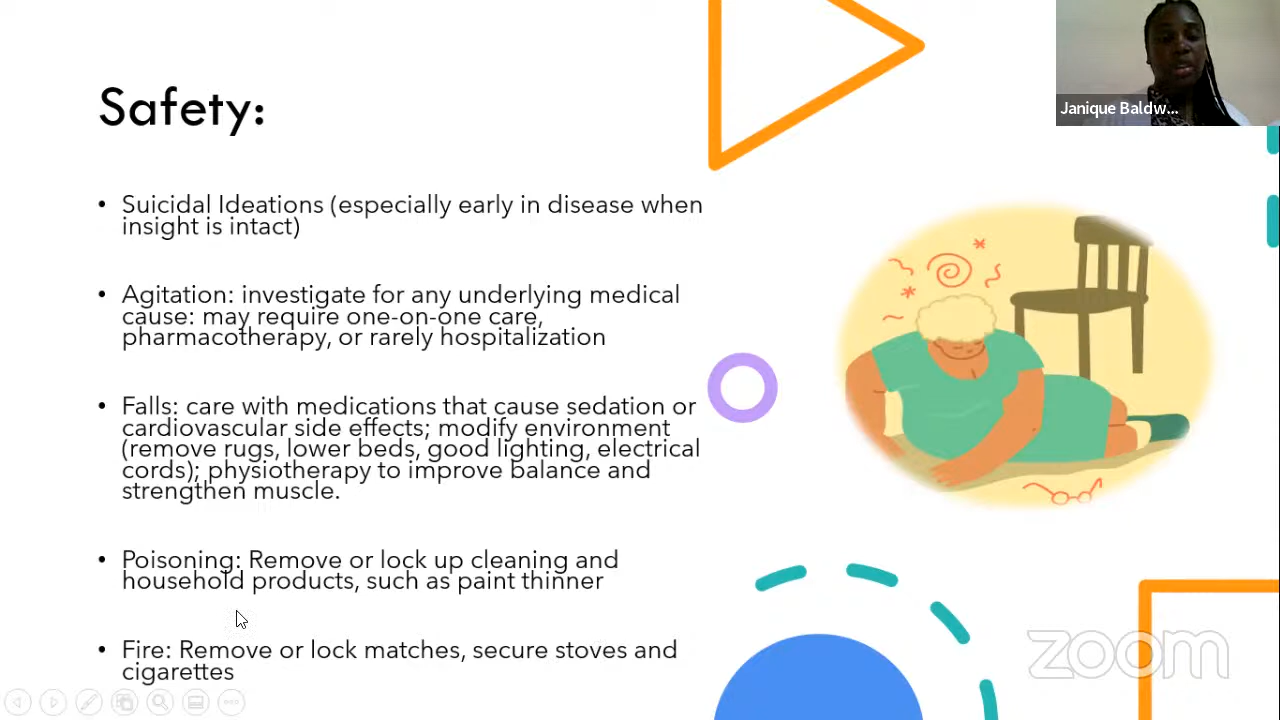 Safety:
• Suicidal Ideations (especially early in disease when
insight is intact)
• Agitation: investigate for any underlying medical
cause: may require one-on-one care,
pharmacotherapy, or rarely hospitalization
• Falls: care with medications that cause sedation or
cardiovascular side effects; modify environment
(remove rugs, lower beds, good lighting, electrical
cords); physiotherapy to improve balance and
strengthen muscle.
• Poisoning: Remove or lock up cleaning and
household products, such as paint thinner
• Fire: Remove or lock matches, secure stoves and
cigarettes
Janique Baldw...
zoom